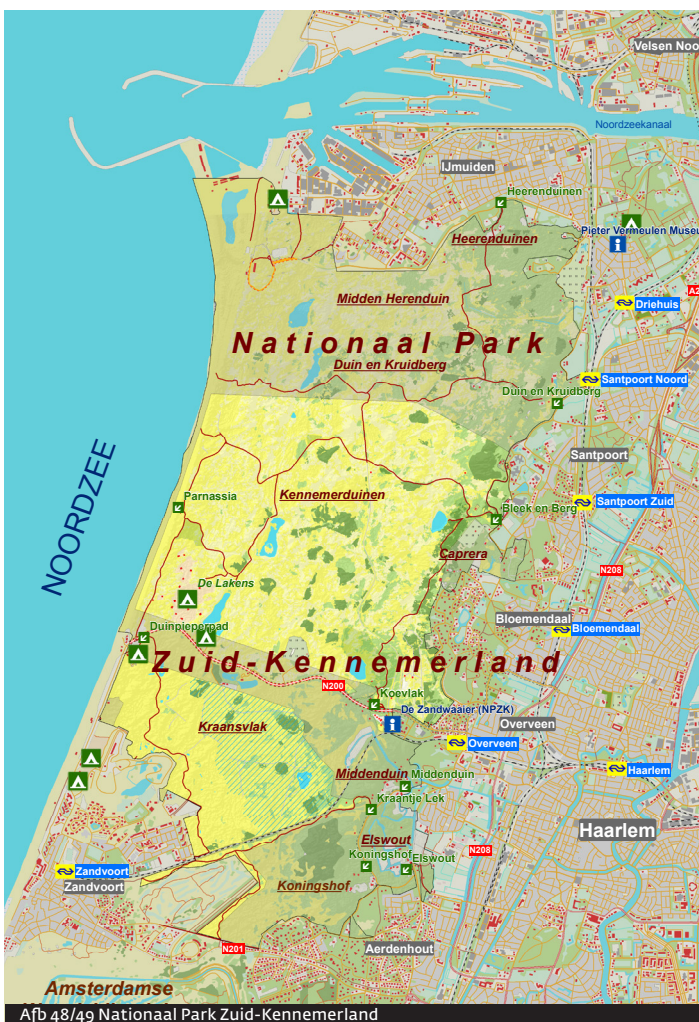 Velsen Noo
Noordzeekanaal
IJmuiden
Heerenduinen
Pieter Vermeulen Museu
Heerenduinen
A2
Driehuis
Midden Herenduin
Nationaal Park
Duin en Kruidberg
Santpoort Noord
Duin en Kruidberg
Santpoort
NOORDZEE
Parnassia
Kennemerduinen
Santpoort Zuid
Bleek en Berg
Caprera
N208
De Lakens
Bloemendaal
Bloemendaal
Duinpieperpad
Zuid-Kennemerland
N200
Koevlak
De Zandwaaier (NPZK)
Kraansvlak
Overveen
Overveen
Haarlem
Middenduin
Middenduin
Kraantje Lek
Haarlem
Elswout
N208
Koningshof
Elswout
Zandvoort
Zandvoort
Koningshof
N201
Aerdenhout
Amsterdamse
Afb 48/49 Nationaal Park Zuid-Kennemerland